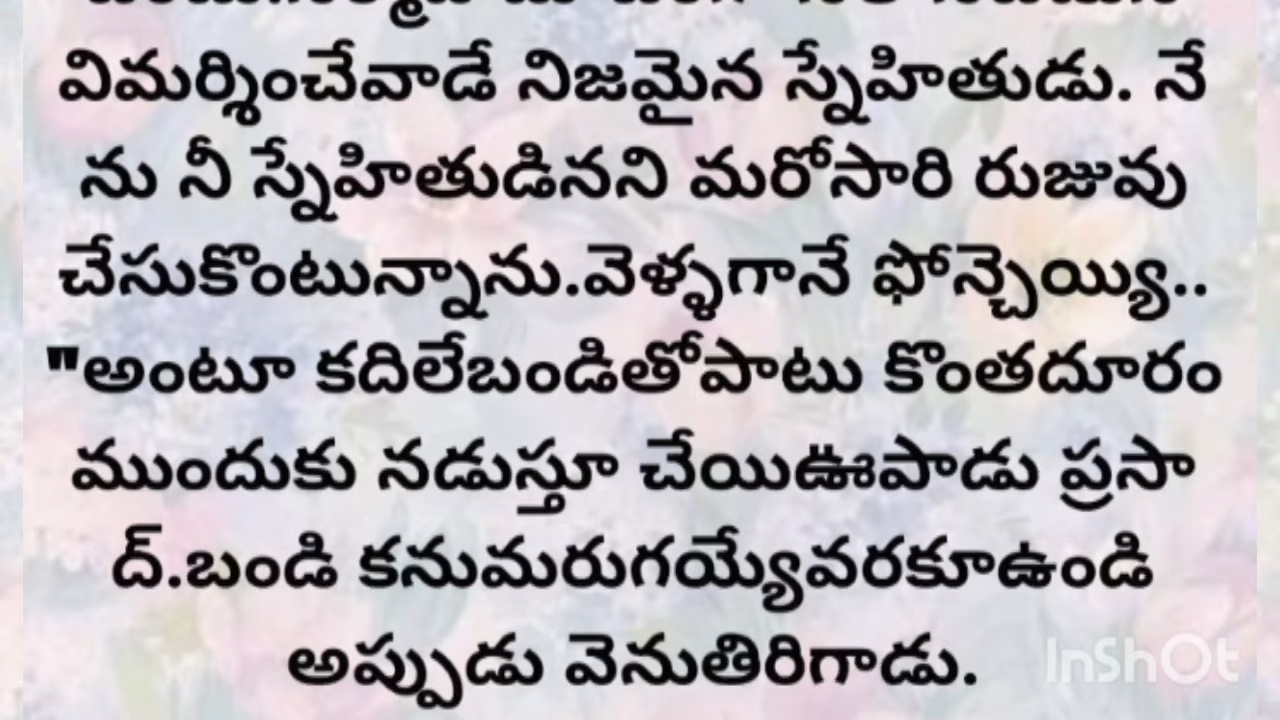 విమర్శించేవాడే నిజమైన స్నేహితుడు. నే
ను నీ స్నేహితుడినని మరోసారి రుజువు
చేసుకొంటున్నాను.వెళ్ళగానే ఫోన్చెయ్యి..
"అంటూ కదిలేబండితోపాటు కొంతదూరం
ముందుకు నడుస్తూ చేయిఊపాడు ప్రసా
ద్.బండి కనుమరుగయ్యేవరకూఉండి
అప్పుడు వెనుతిరిగాడు.
InShOt